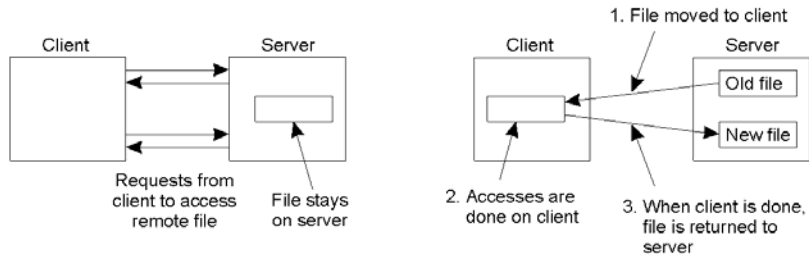 Client
Server
Requests from
client to access
remote file
File stays
on server
1. File moved to client
Client
Server
Old file
New file
2. Accesses are
done on client
3. When client is done,
file is returned to
server